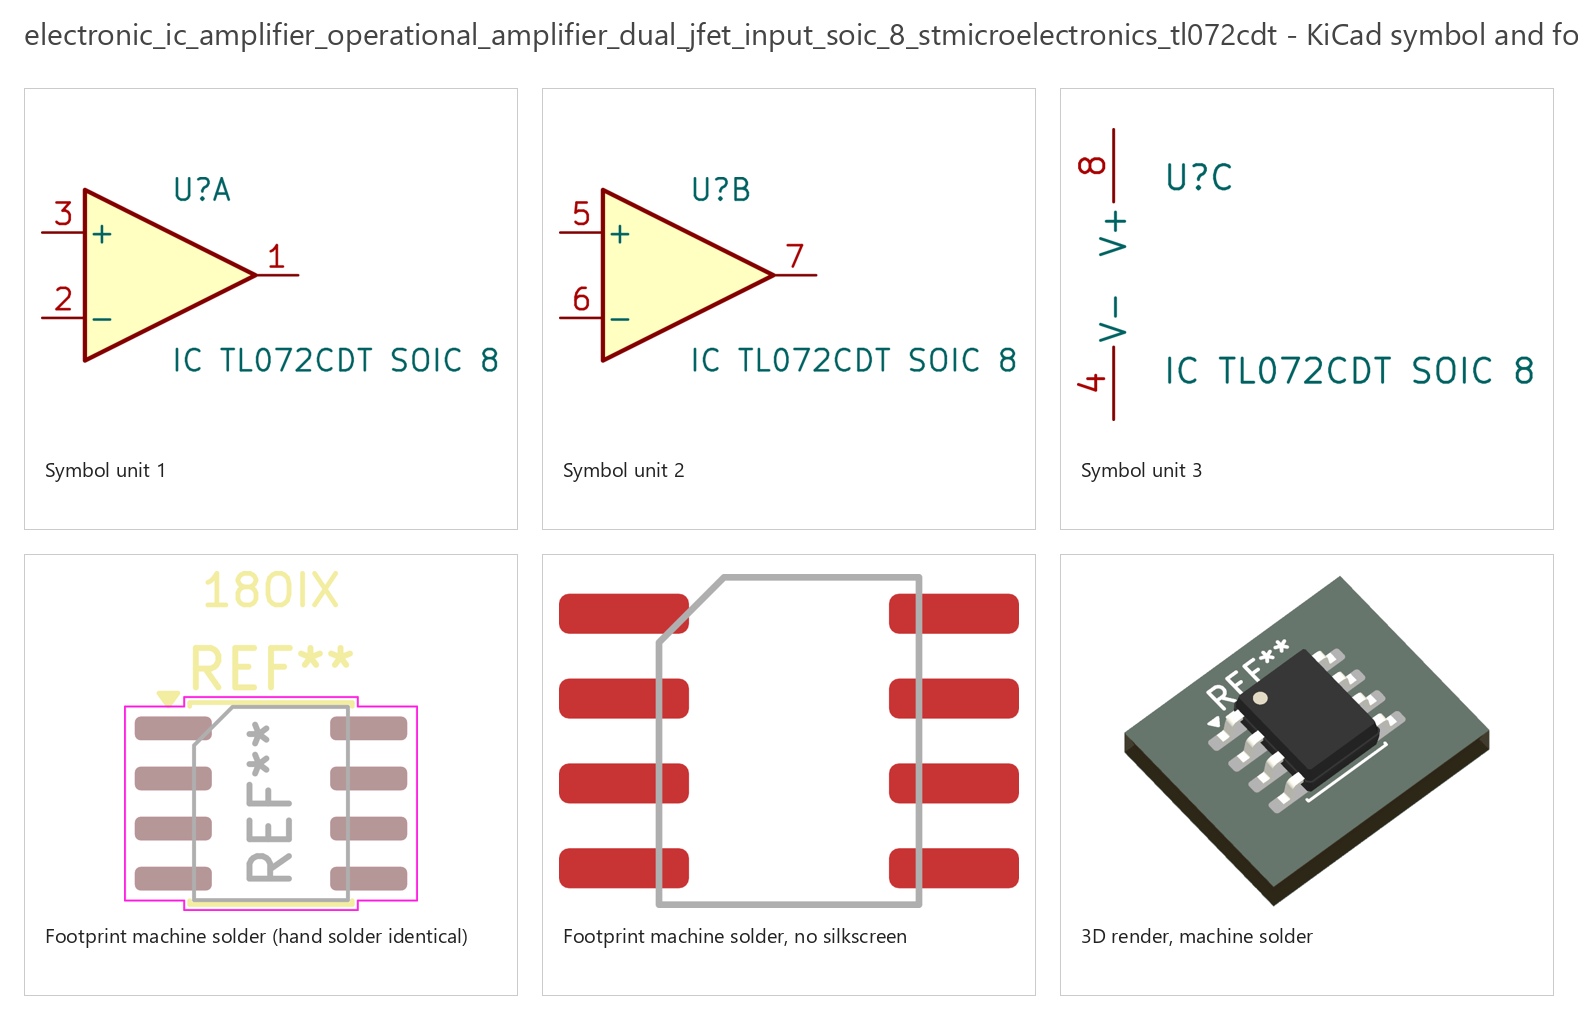 electronic_ic_amplifier_operational_amplifier_dual_jfet_input_soic_8_stmicroelectronics_tl072cdt - KiCad symbol and fo
U?A
3
+
1
2
−
IC TL072CDT SOIC 8
Symbol unit 1
U?B
5
+
7
6
−
IC TL072CDT SOIC 8
Symbol unit 2
8
U?C
V+
V−
IC TL072CDT SOIC 8
4
Symbol unit 3
180IX
REF**
REF**
Footprint machine solder (hand solder identical)
Footprint machine solder, no silkscreen
REF**
3D render, machine solder